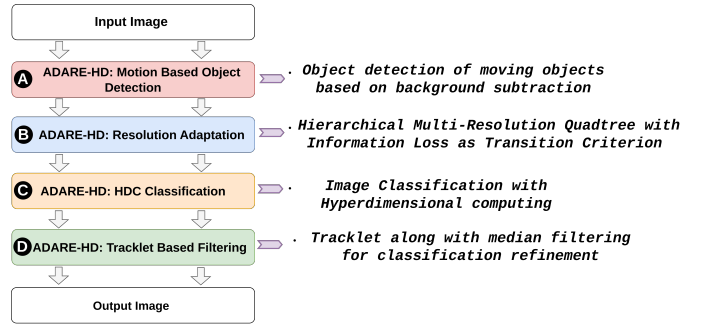 Input Image
A ADARE-HD: Motion Based Object
Detection
. Object detection of moving objects
based on background subtraction
B ADARE-HD: Resolution Adaptation
. Hierarchical Multi-Resolution Quadtree with
Information Loss as Transition Criterion
C ADARE-HD: HDC Classification
. Image Classification with
Hyperdimensional computing
D ADARE-HD: Tracklet Based Filtering
. Tracklet along with median filtering
for classification refinement
Output Image